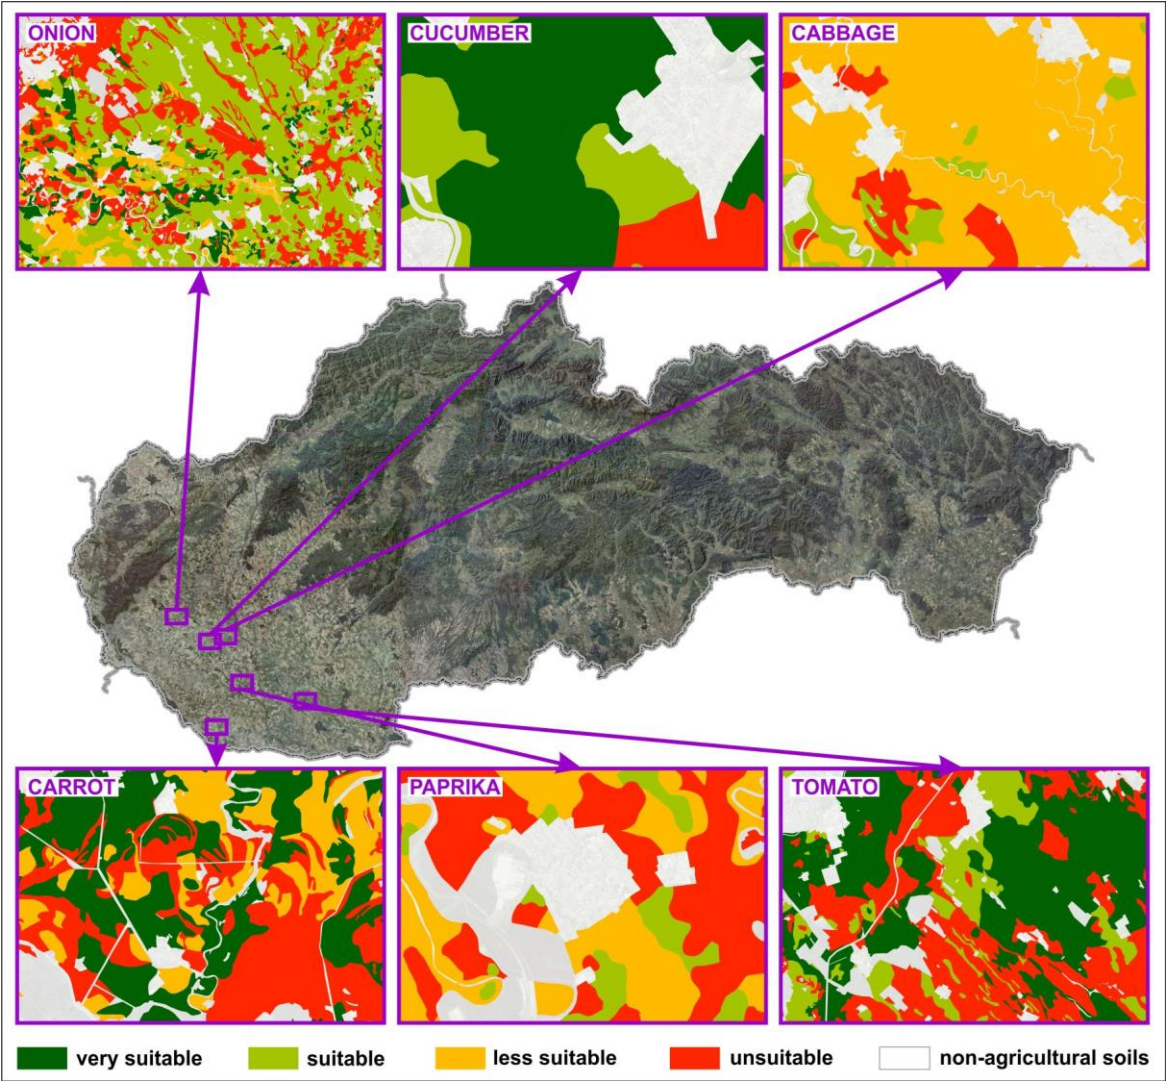 ONION
CUCUMBER
CABBAGE
CARROT
PAPRIKA
TOMATO
very suitable
suitable
less suitable
unsuitable
non-agricultural soils